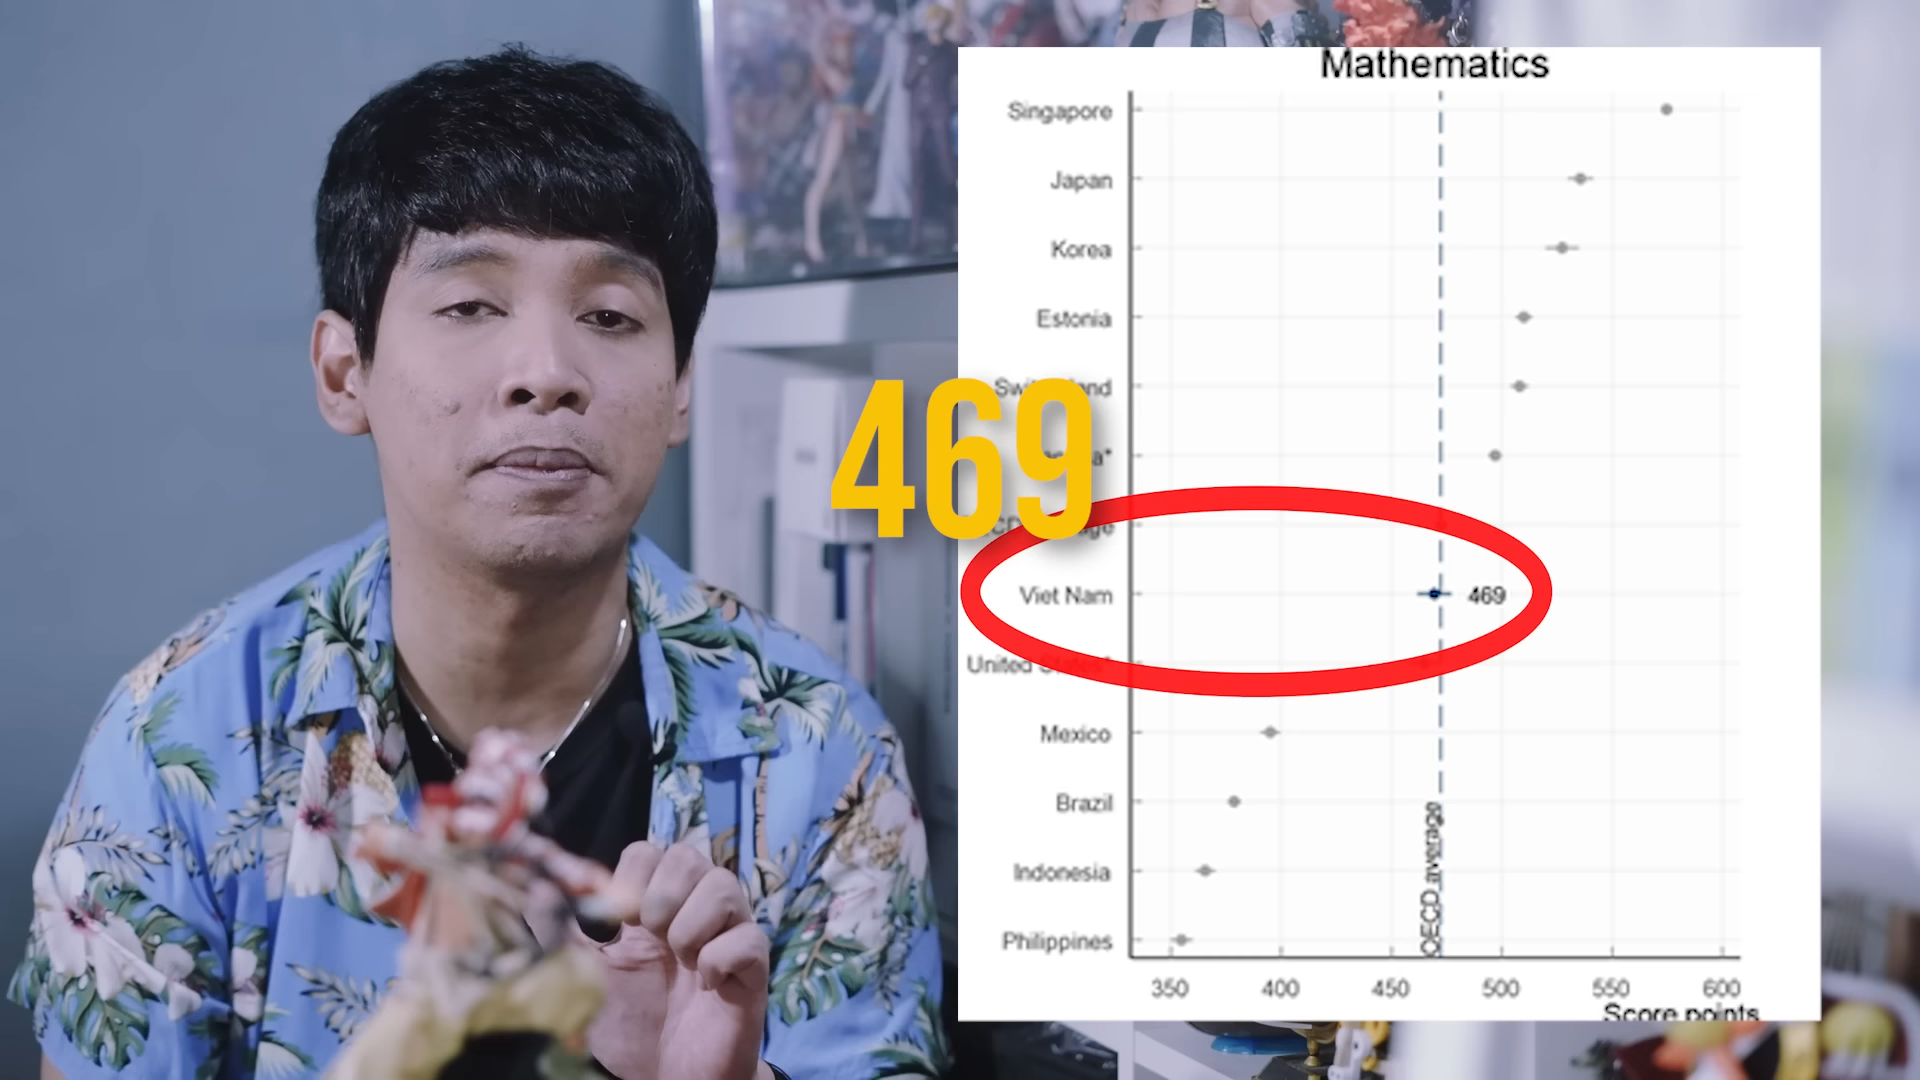 Mathematics
Singapore
Japan
Korea
Estonia
469
Viet Nam
469
United
Mexico
Brazil
Indonesia
Philippines
OECD average
350 400 450 500 550 600
Score points